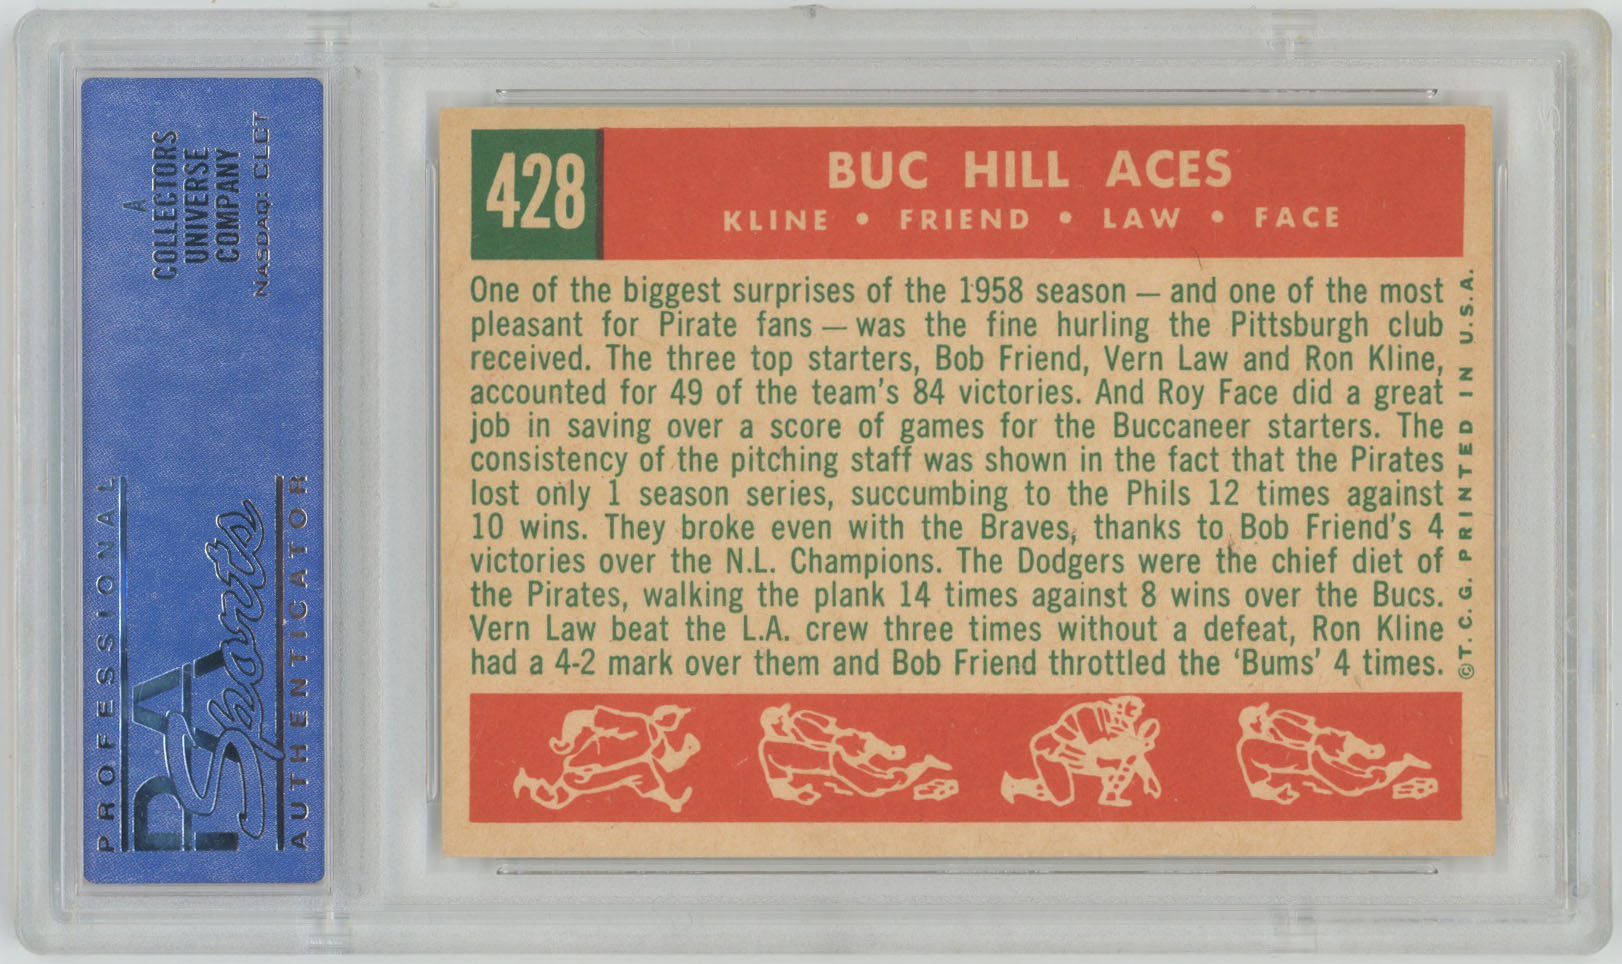 A
COLLECTORS
UNIVERSE
COMPANY
NASDAQ: CLCT
PROFESSIONAL
PSA
Sports
AUTHENTICATOR
428
BUC HILL ACES
KLINE • FRIEND • LAW • FACE
One of the biggest surprises of the 1958 season — and one of the most
pleasant for Pirate fans — was the fine hurling the Pittsburgh club
received. The three top starters, Bob Friend, Vern Law and Ron Kline,
accounted for 49 of the team's 84 victories. And Roy Face did a great
job in saving over a score of games for the Buccaneer starters. The
consistency of the pitching staff was shown in the fact that the Pirates
lost only 1 season series, succumbing to the Phils 12 times against
10 wins. They broke even with the Braves, thanks to Bob Friend's 4
victories over the N.L. Champions. The Dodgers were the chief diet of
the Pirates, walking the plank 14 times against 8 wins over the Bucs.
Vern Law beat the L.A. crew three times without a defeat, Ron Kline
had a 4-2 mark over them and Bob Friend throttled the 'Bums' 4 times.
© T.C.G. PRINTED IN U.S.A.